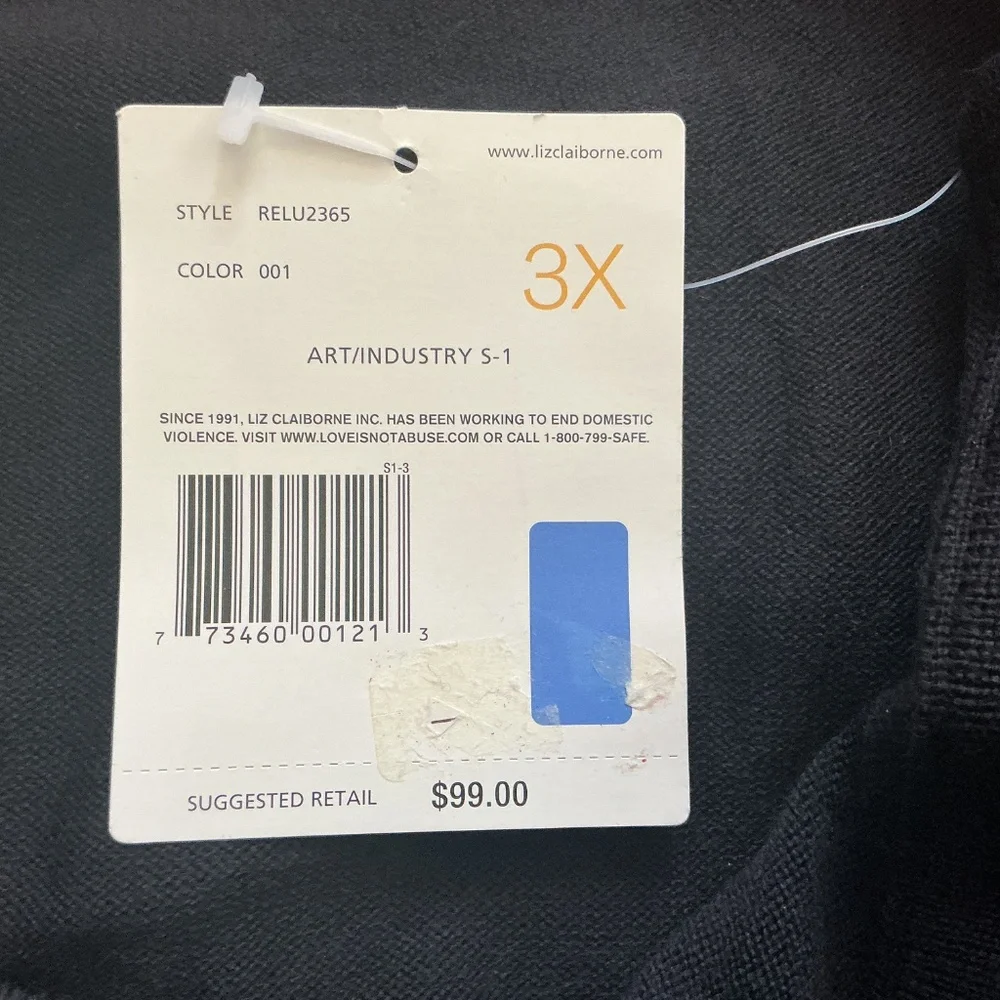 www.lizclaiborne.com
STYLE RELU2365
COLOR 001
3X
ART/INDUSTRY S-1
SINCE 1991, LIZ CLAIBORNE INC. HAS BEEN WORKING TO END DOMESTIC
VIOLENCE. VISIT WWW.LOVEISNOTABUSE.COM OR CALL 1-800-799-SAFE.
S1-3
7 73460 00121 3
SUGGESTED RETAIL $99.00